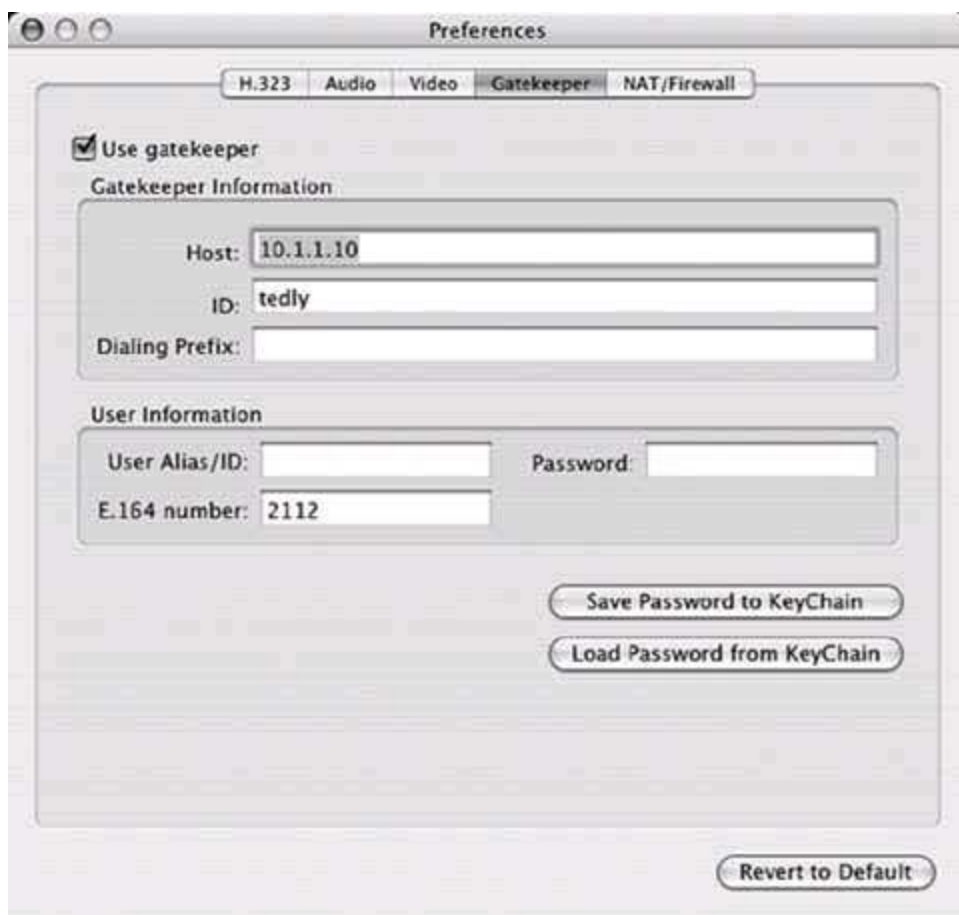 Preferences
H.323 Audio Video Gatekeeper NAT/Firewall
Use gatekeeper
Gatekeeper Information
Host: 10.1.1.10
ID: tedly
Dialing Prefix:
User Information
User Alias/ID: Password:
E.164 number: 2112
Save Password to KeyChain
Load Password from KeyChain
Revert to Default